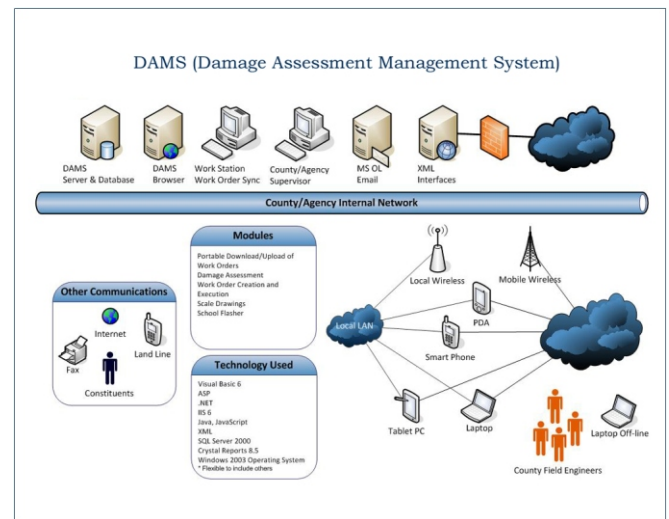 DAMS (Damage Assessment Management System)
DAMS
Server & Database
DAMS
Browser
Work Station
Work Order Sync
County/Agency
Supervisor
MS OL
Email
XML
Interfaces
County/Agency Internal Network
Modules
Portable Download/Upload of
Work Orders
Damage Assessment
Work Order Creation and
Execution
Scale Drawings
School Flasher
Other Communications
Internet
Land Line
Fax
Constituents
Technology Used
Visual Basic 6
ASP
.NET
IIS 6
Java, JavaScript
XML
SQL Server 2000
Crystal Reports 8.5
Windows 2003 Operating System
* Flexible to include others
Local Wireless
Mobile Wireless
Local LAN
PDA
Smart Phone
Tablet PC
Laptop
County Field Engineers
Laptop Off-line